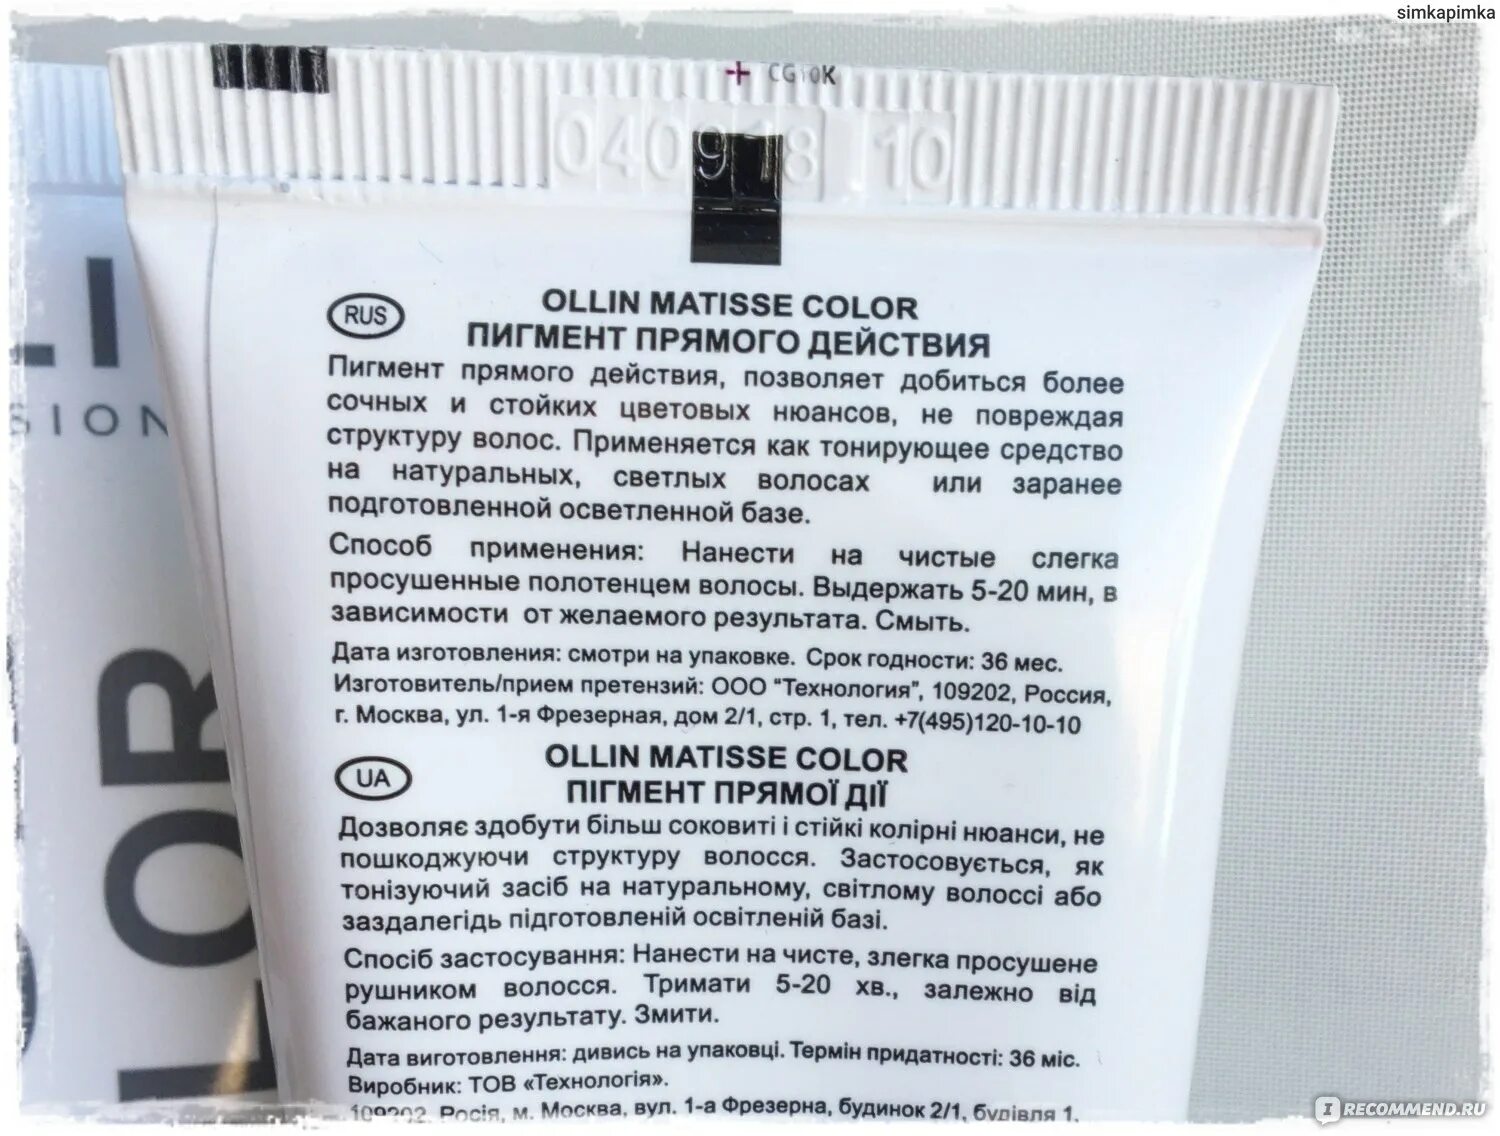 simkapimka
CG10K
040918 10
RUS
OLLIN MATISSE COLOR
ПИГМЕНТ ПРЯМОГО ДЕЙСТВИЯ
Пигмент прямого действия, позволяет добиться более
сочных и стойких цветовых нюансов, не повреждая
структуру волос. Применяется как тонирующее средство
на натуральных, светлых волосах или заранее
подготовленной осветленной базе.
Способ применения: Нанести на чистые слегка
просушенные полотенцем волосы. Выдержать 5-20 мин, в
зависимости от желаемого результата. Смыть.
Дата изготовления: смотри на упаковке. Срок годности: 36 мес.
Изготовитель/прием претензий: ООО "Технология", 109202, Россия,
г. Москва, ул. 1-я Фрезерная, дом 2/1, стр. 1, тел. +7(495)120-10-10
UA
OLLIN MATISSE COLOR
ПІГМЕНТ ПРЯМОЇ ДІЇ
Дозволяє здобути більш соковиті і стійкі колірні нюанси, не
пошкоджуючи структуру волосся. Застосовується, як
тонізуючий засіб на натуральному, світлому волоссі або
заздалегідь підготовленій освітленій базі.
Спосіб застосування: Нанести на чисте, злегка просушене
рушником волосся. Тримати 5-20 хв., залежно від
бажаного результату. Змити.
Дата виготовлення: дивись на упаковці. Термін придатності: 36 міс.
Виробник: ТОВ «Технологія».
109202, Росія, м. Москва, вул. 1-а Фрезерна, будинок 2/1, будівля 1,
LI
SION
LOR
IRECOMMEND.RU